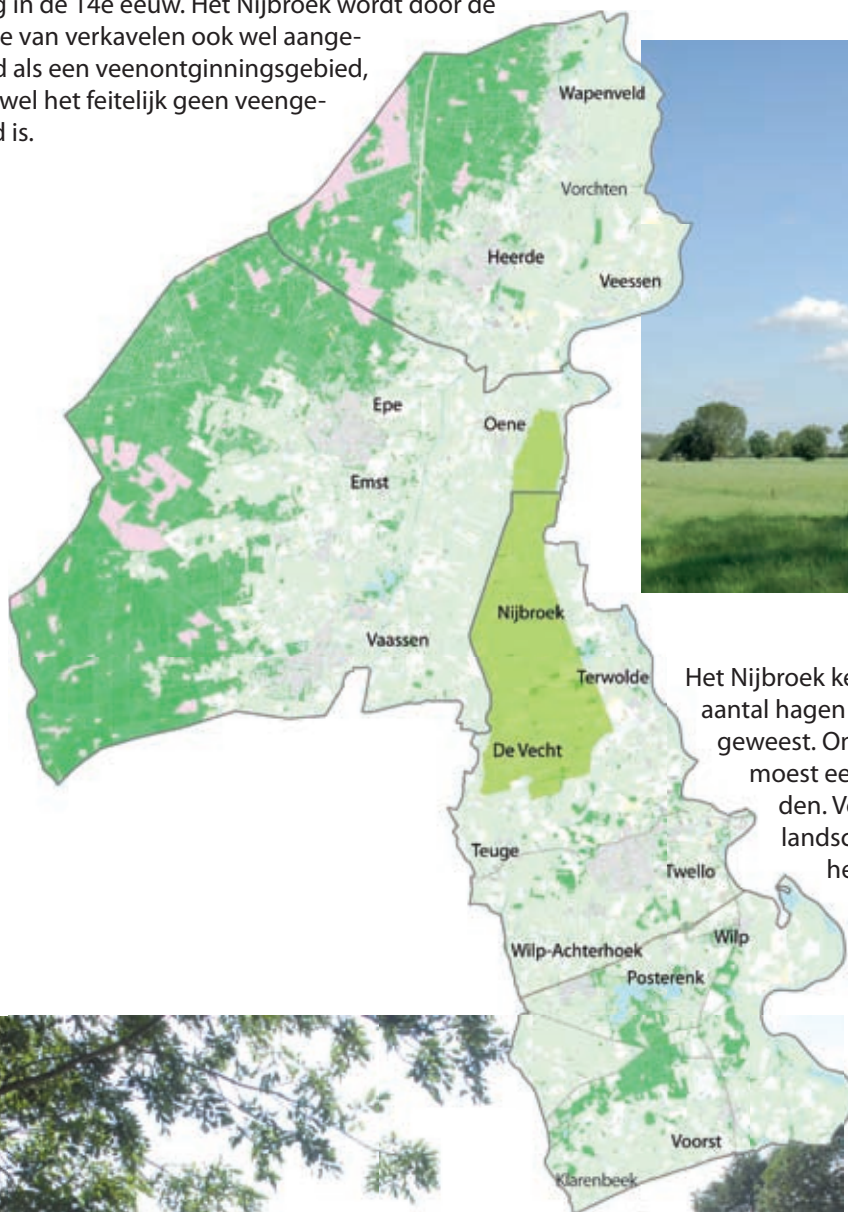 g in de 14e eeuw. Het Nijbroek wordt door de
e van verkavelen ook wel aange-
d als een veenontginningsgebied,
wel het feitelijk geen veenge-
d is.
Wapenveld
Vorchten
Heerde
Veessen
Epe
Oene
Emst
Nijbroek
Vaassen
Terwolde
De Vecht
Teuge
Twello
Wilp-Achterhoek
Wilp
Posterenk
Voorst
Klarenbeek
Het Nijbroek ke
aantal hagen
geweest. Or
moest ee
den. Ve
landsc
he